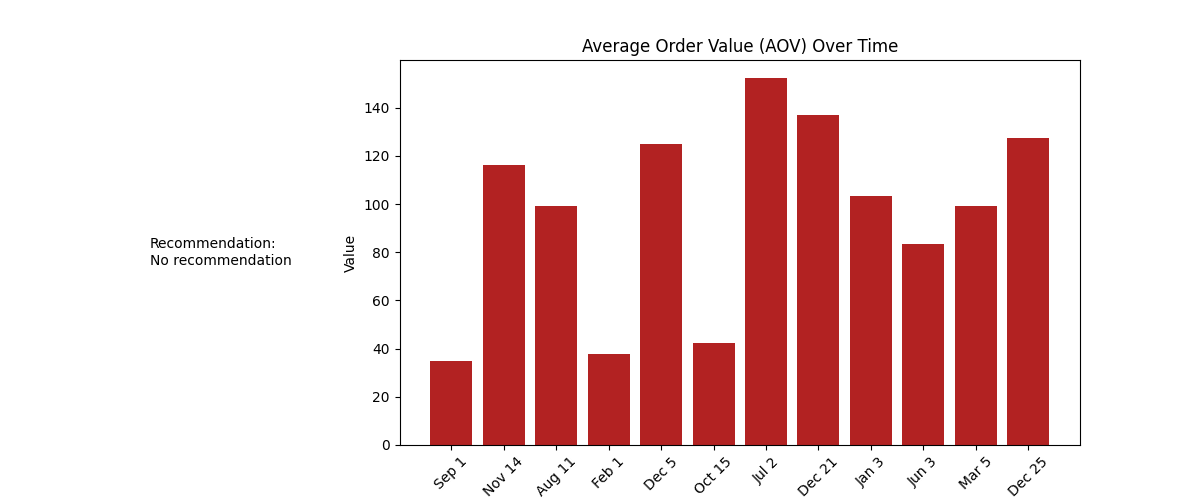 Average Order Value (AOV) Over Time
Recommendation:
No recommendation
Value
140
120
100
80
60
40
20
0
Sep 1
Nov 14
Aug 11
Feb 1
Dec 5
Oct 15
Jul 2
Dec 21
Jan 3
Jun 3
Mar 5
Dec 25